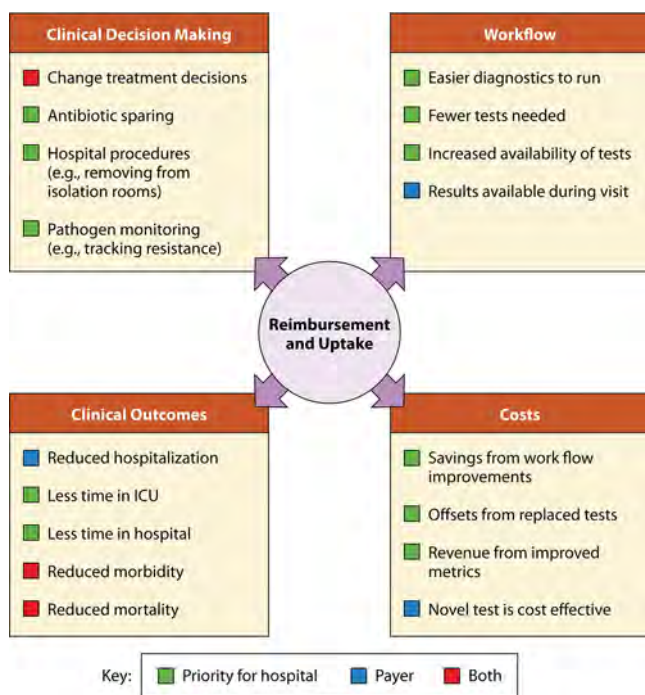 Clinical Decision Making
Change treatment decisions
Antibiotic sparing
Hospital procedures
(e.g., removing from
isolation rooms)
Pathogen monitoring
(e.g., tracking resistance)
Workflow
Easier diagnostics to run
Fewer tests needed
Increased availability of tests
Results available during visit
Reimbursement
and Uptake
Clinical Outcomes
Reduced hospitalization
Less time in ICU
Less time in hospital
Reduced morbidity
Reduced mortality
Costs
Savings from work flow
improvements
Offsets from replaced tests
Revenue from improved
metrics
Novel test is cost effective
Key: Priority for hospital Payer Both